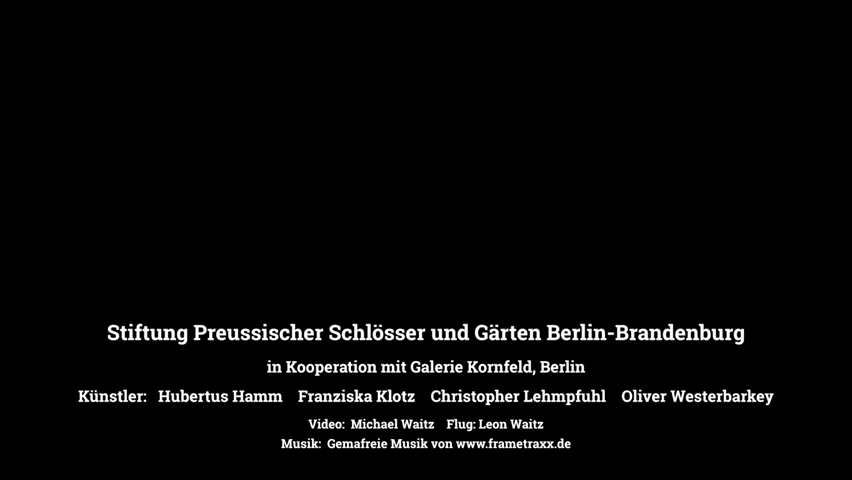 Stiftung Preussischer Schlösser und Gärten Berlin-Brandenburg
in Kooperation mit Galerie Kornfeld, Berlin
Künstler: Hubertus Hamm Franziska Klotz Christopher Lehmpfuhl Oliver Westerbarkey
Video: Michael Waitz Flug: Leon Waitz
Musik: Gemafreie Musik von www.frametraxx.de